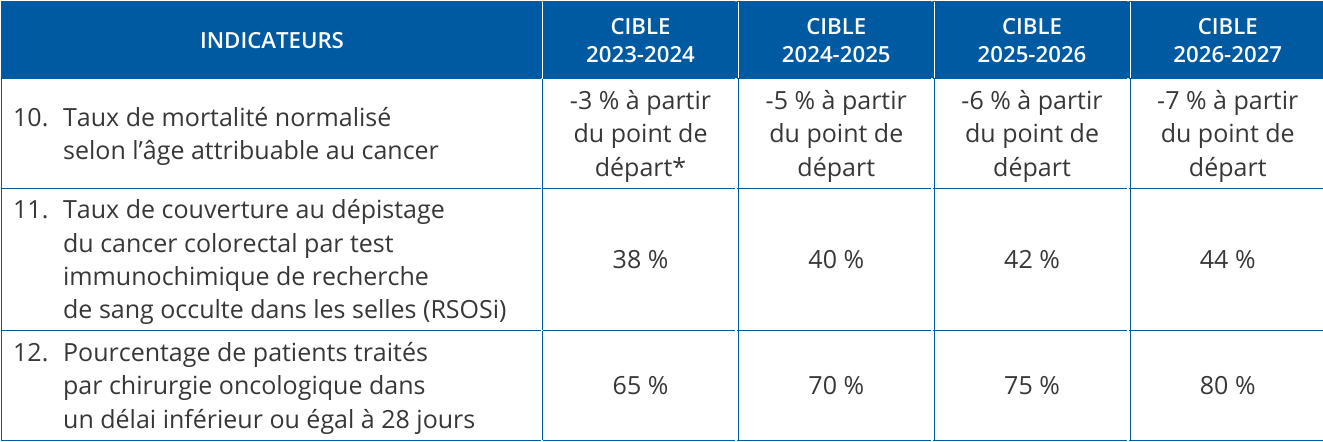 INDICATEURS
CIBLE
2023-2024
CIBLE
2024-2025
CIBLE
2025-2026
CIBLE
2026-2027
10. Taux de mortalité normalisé
selon l’âge attribuable au cancer
-3 % à partir
du point de
départ*
-5 % à partir
du point de
départ
-6 % à partir
du point de
départ
-7 % à partir
du point de
départ
11. Taux de couverture au dépistage
du cancer colorectal par test
immunochimique de recherche
de sang occulte dans les selles (RSOSi)
38 %
40 %
42 %
44 %
12. Pourcentage de patients traités
par chirurgie oncologique dans
un délai inférieur ou égal à 28 jours
65 %
70 %
75 %
80 %